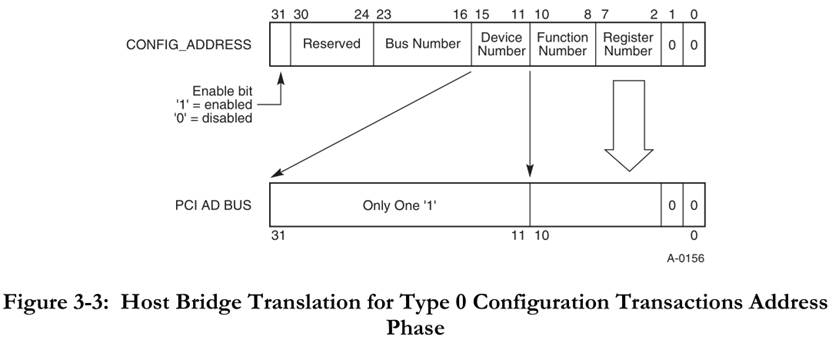 31 30 24 23 16 15 11 10 8 7 2 1 0
CONFIG_ADDRESS Reserved Bus Number Device Number Function Number Register Number 0 0
Enable bit
'1' = enabled
'0' = disabled
PCI AD BUS Only One '1' 0 0
31 11 10 0
A-0156
Figure 3-3: Host Bridge Translation for Type 0 Configuration Transactions Address
Phase